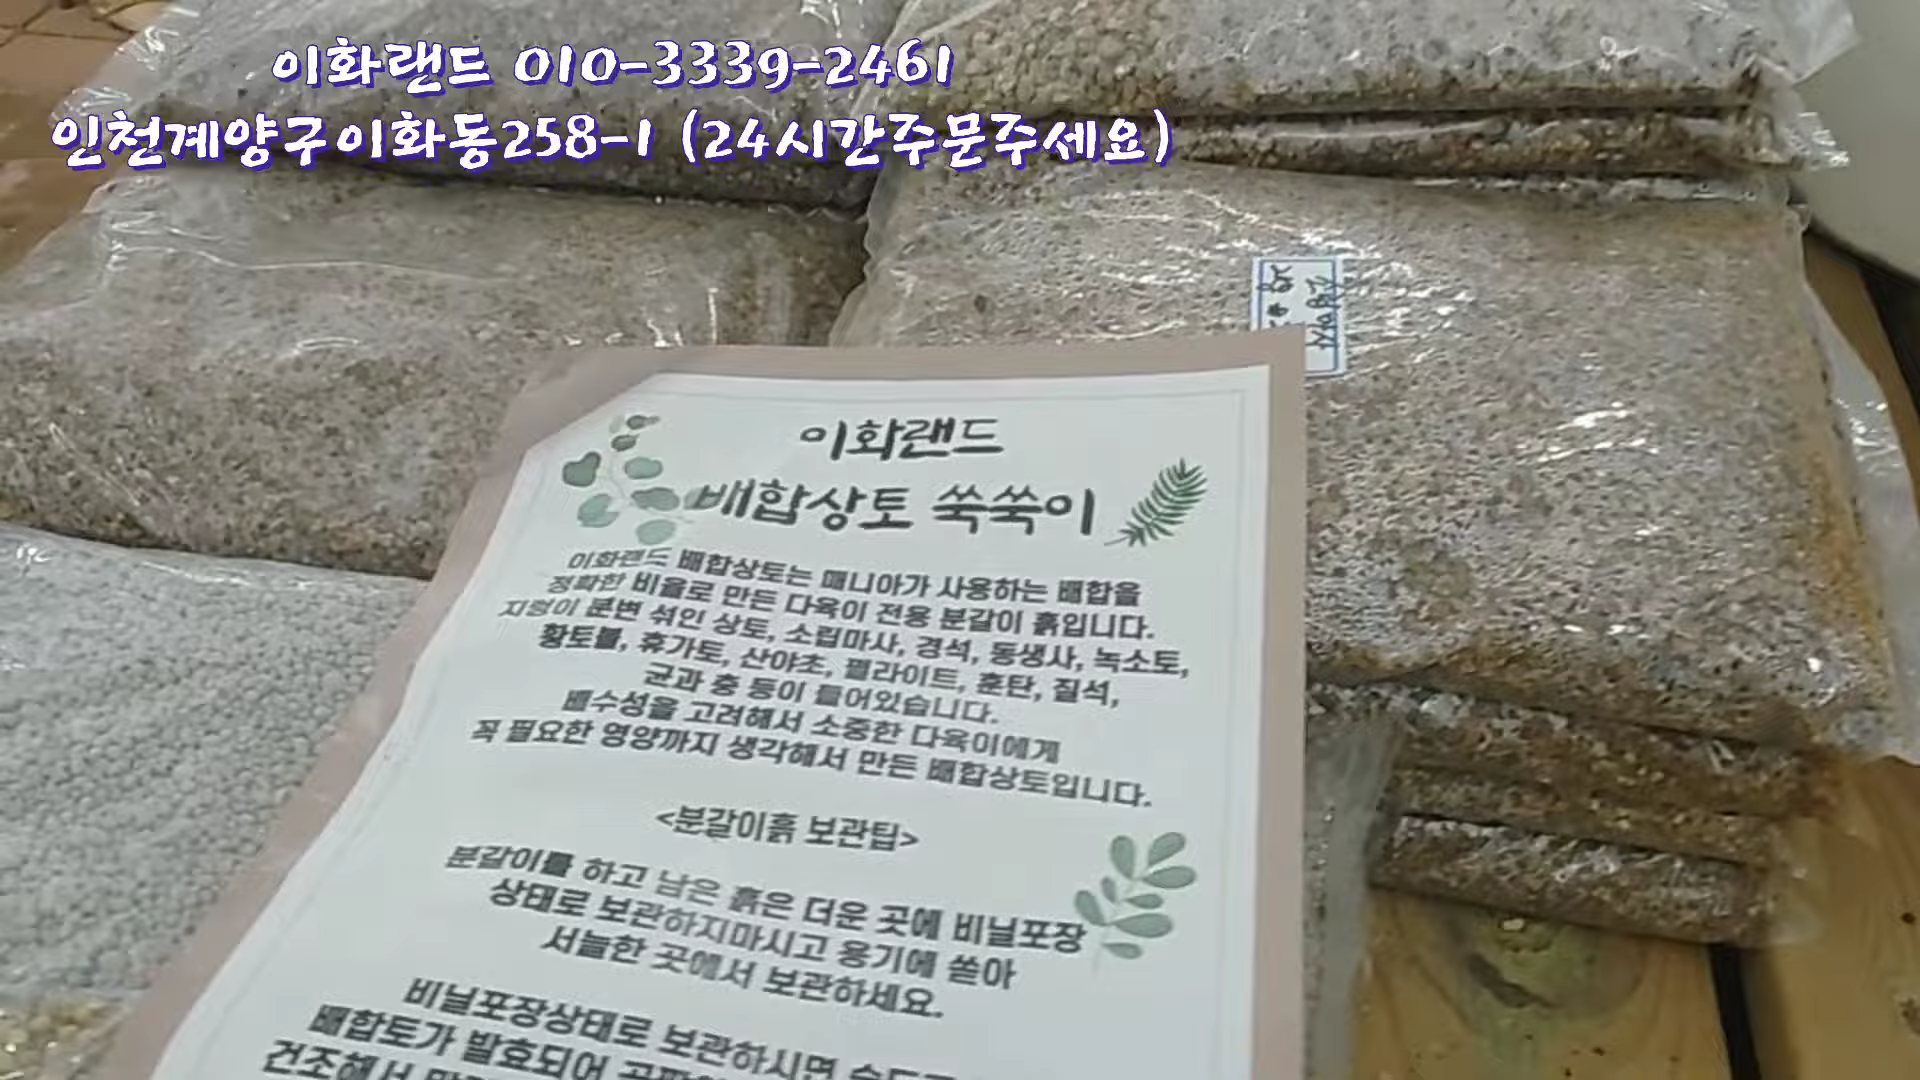 이화랜드 010-3339-2461
인천계양구이화동258-1 (24시간주문주세요)
이화랜드
배합상토 쑥쑥이
이화랜드 배합상토는 매니아가 사용하는 배합을
정확한 비율로 만든 다육이 전용 분갈이 흙입니다.
지렁이 분변 섞인 상토, 소립마사, 경석, 동생사, 녹소토,
황토볼, 휴가토, 산야초, 펄라이트, 훈탄, 질석,
균과 충 등이 들어있습니다.
배수성을 고려해서 소중한 다육이에게
꼭 필요한 영양까지 생각해서 만든 배합상토입니다.
<분갈이흙 보관팁>
분갈이를 하고 남은 흙은 더운 곳에 비닐포장
상태로 보관하지마시고 용기에 쏟아
서늘한 곳에서 보관하세요.
비닐포장상태로 보관하시면
배합토가 발효되어
건조해서